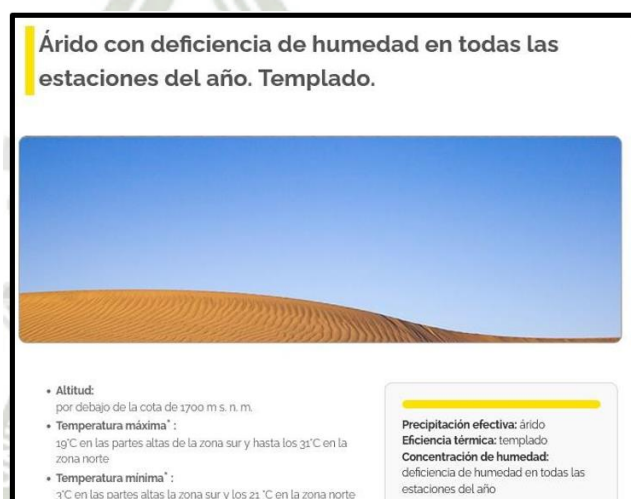 Árido con deficiencia de humedad en todas las
estaciones del año. Templado.
• Altitud:
por debajo de la cota de 1700 m s. n. m.
• Temperatura máxima* :
19°C en las partes altas de la zona sur y hasta los 31°C en la
zona norte
• Temperatura mínima* :
3°C en las partes altas la zona sur y los 21 °C en la zona norte
Precipitación efectiva: árido
Eficiencia térmica: templado
Concentración de humedad:
deficiencia de humedad en todas las
estaciones del año